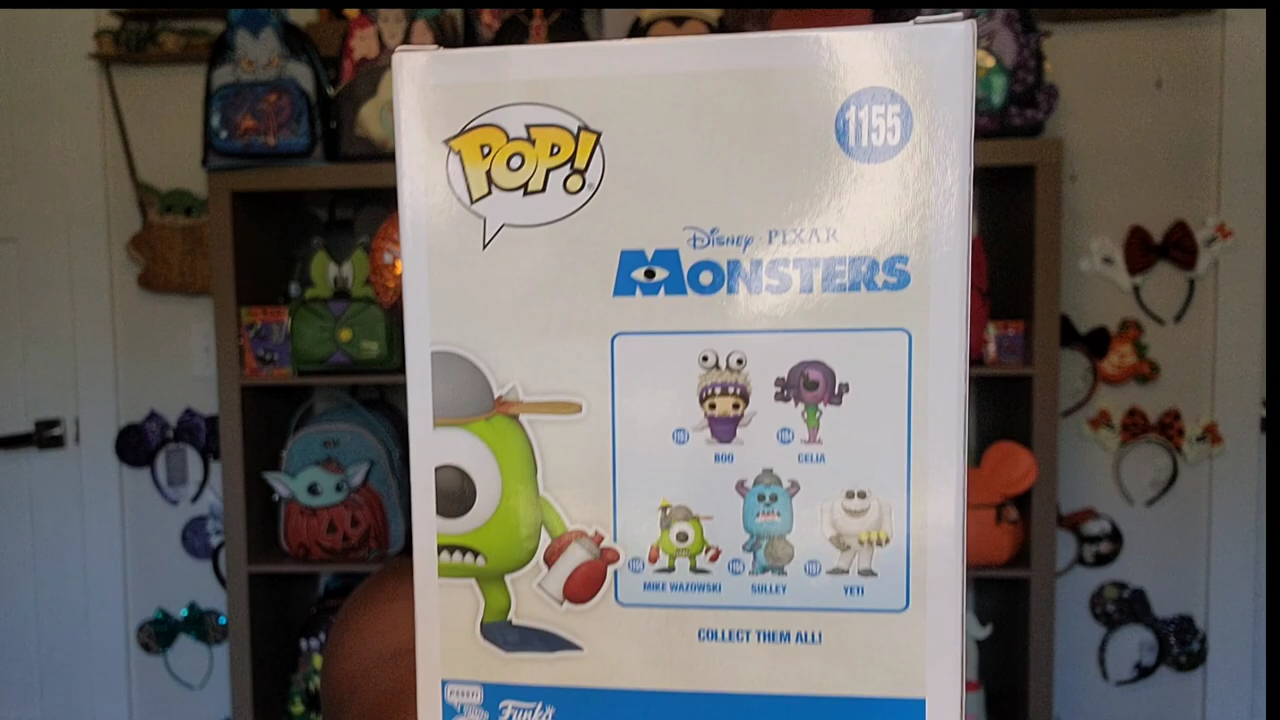 POP!
1155
Disney · PIXAR
MONSTERS
BOO
CELIA
MIKE WAZOWSKI
SULLEY
YETI
COLLECT THEM ALL!
Funko